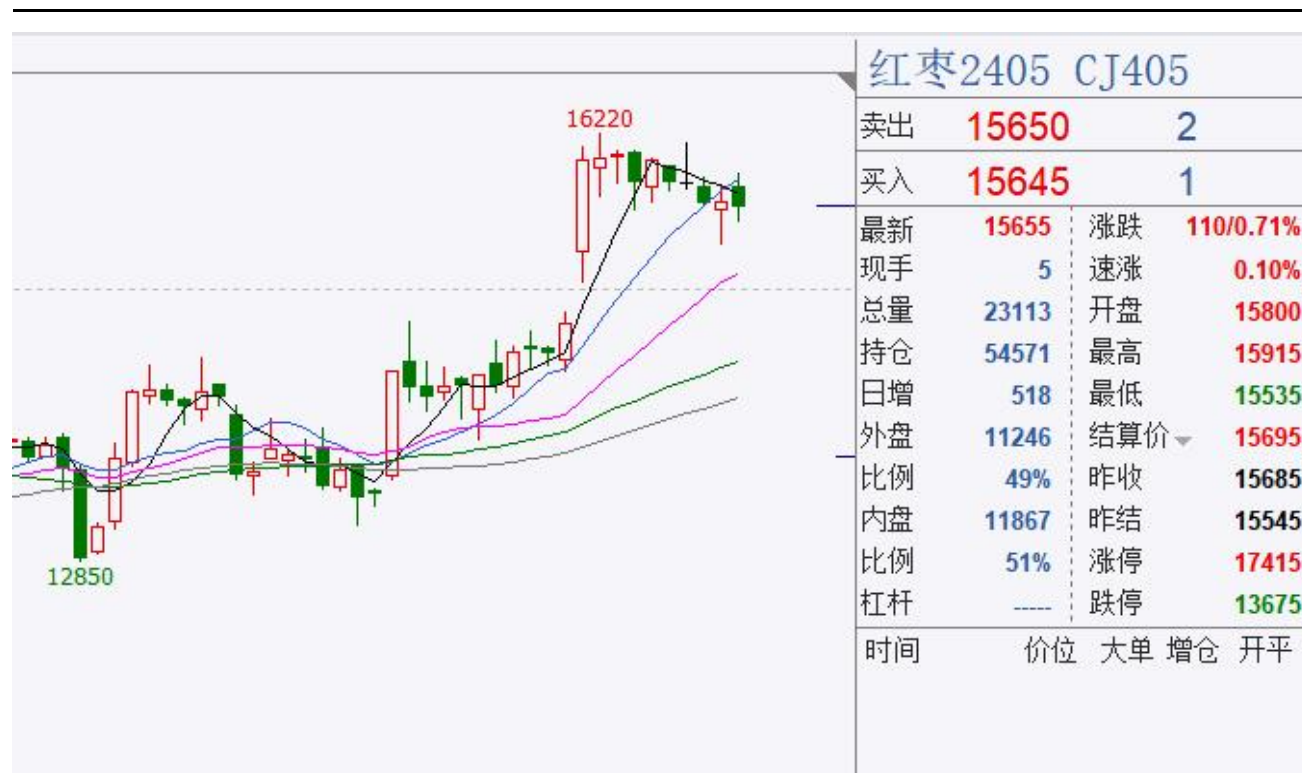 16220
12850
红枣2405 CJ405
卖出 15650 2
买入 15645 1
最新 15655 涨跌 110/0.71%
现手 5 速涨 0.10%
总量 23113 开盘 15800
持仓 54571 最高 15915
日增 518 最低 15535
外盘 11246 结算价 15695
比例 49% 昨收 15685
内盘 11867 昨结 15545
比例 51% 涨停 17415
杠杆 ----- 跌停 13675
时间 价位 大单 增仓 开平